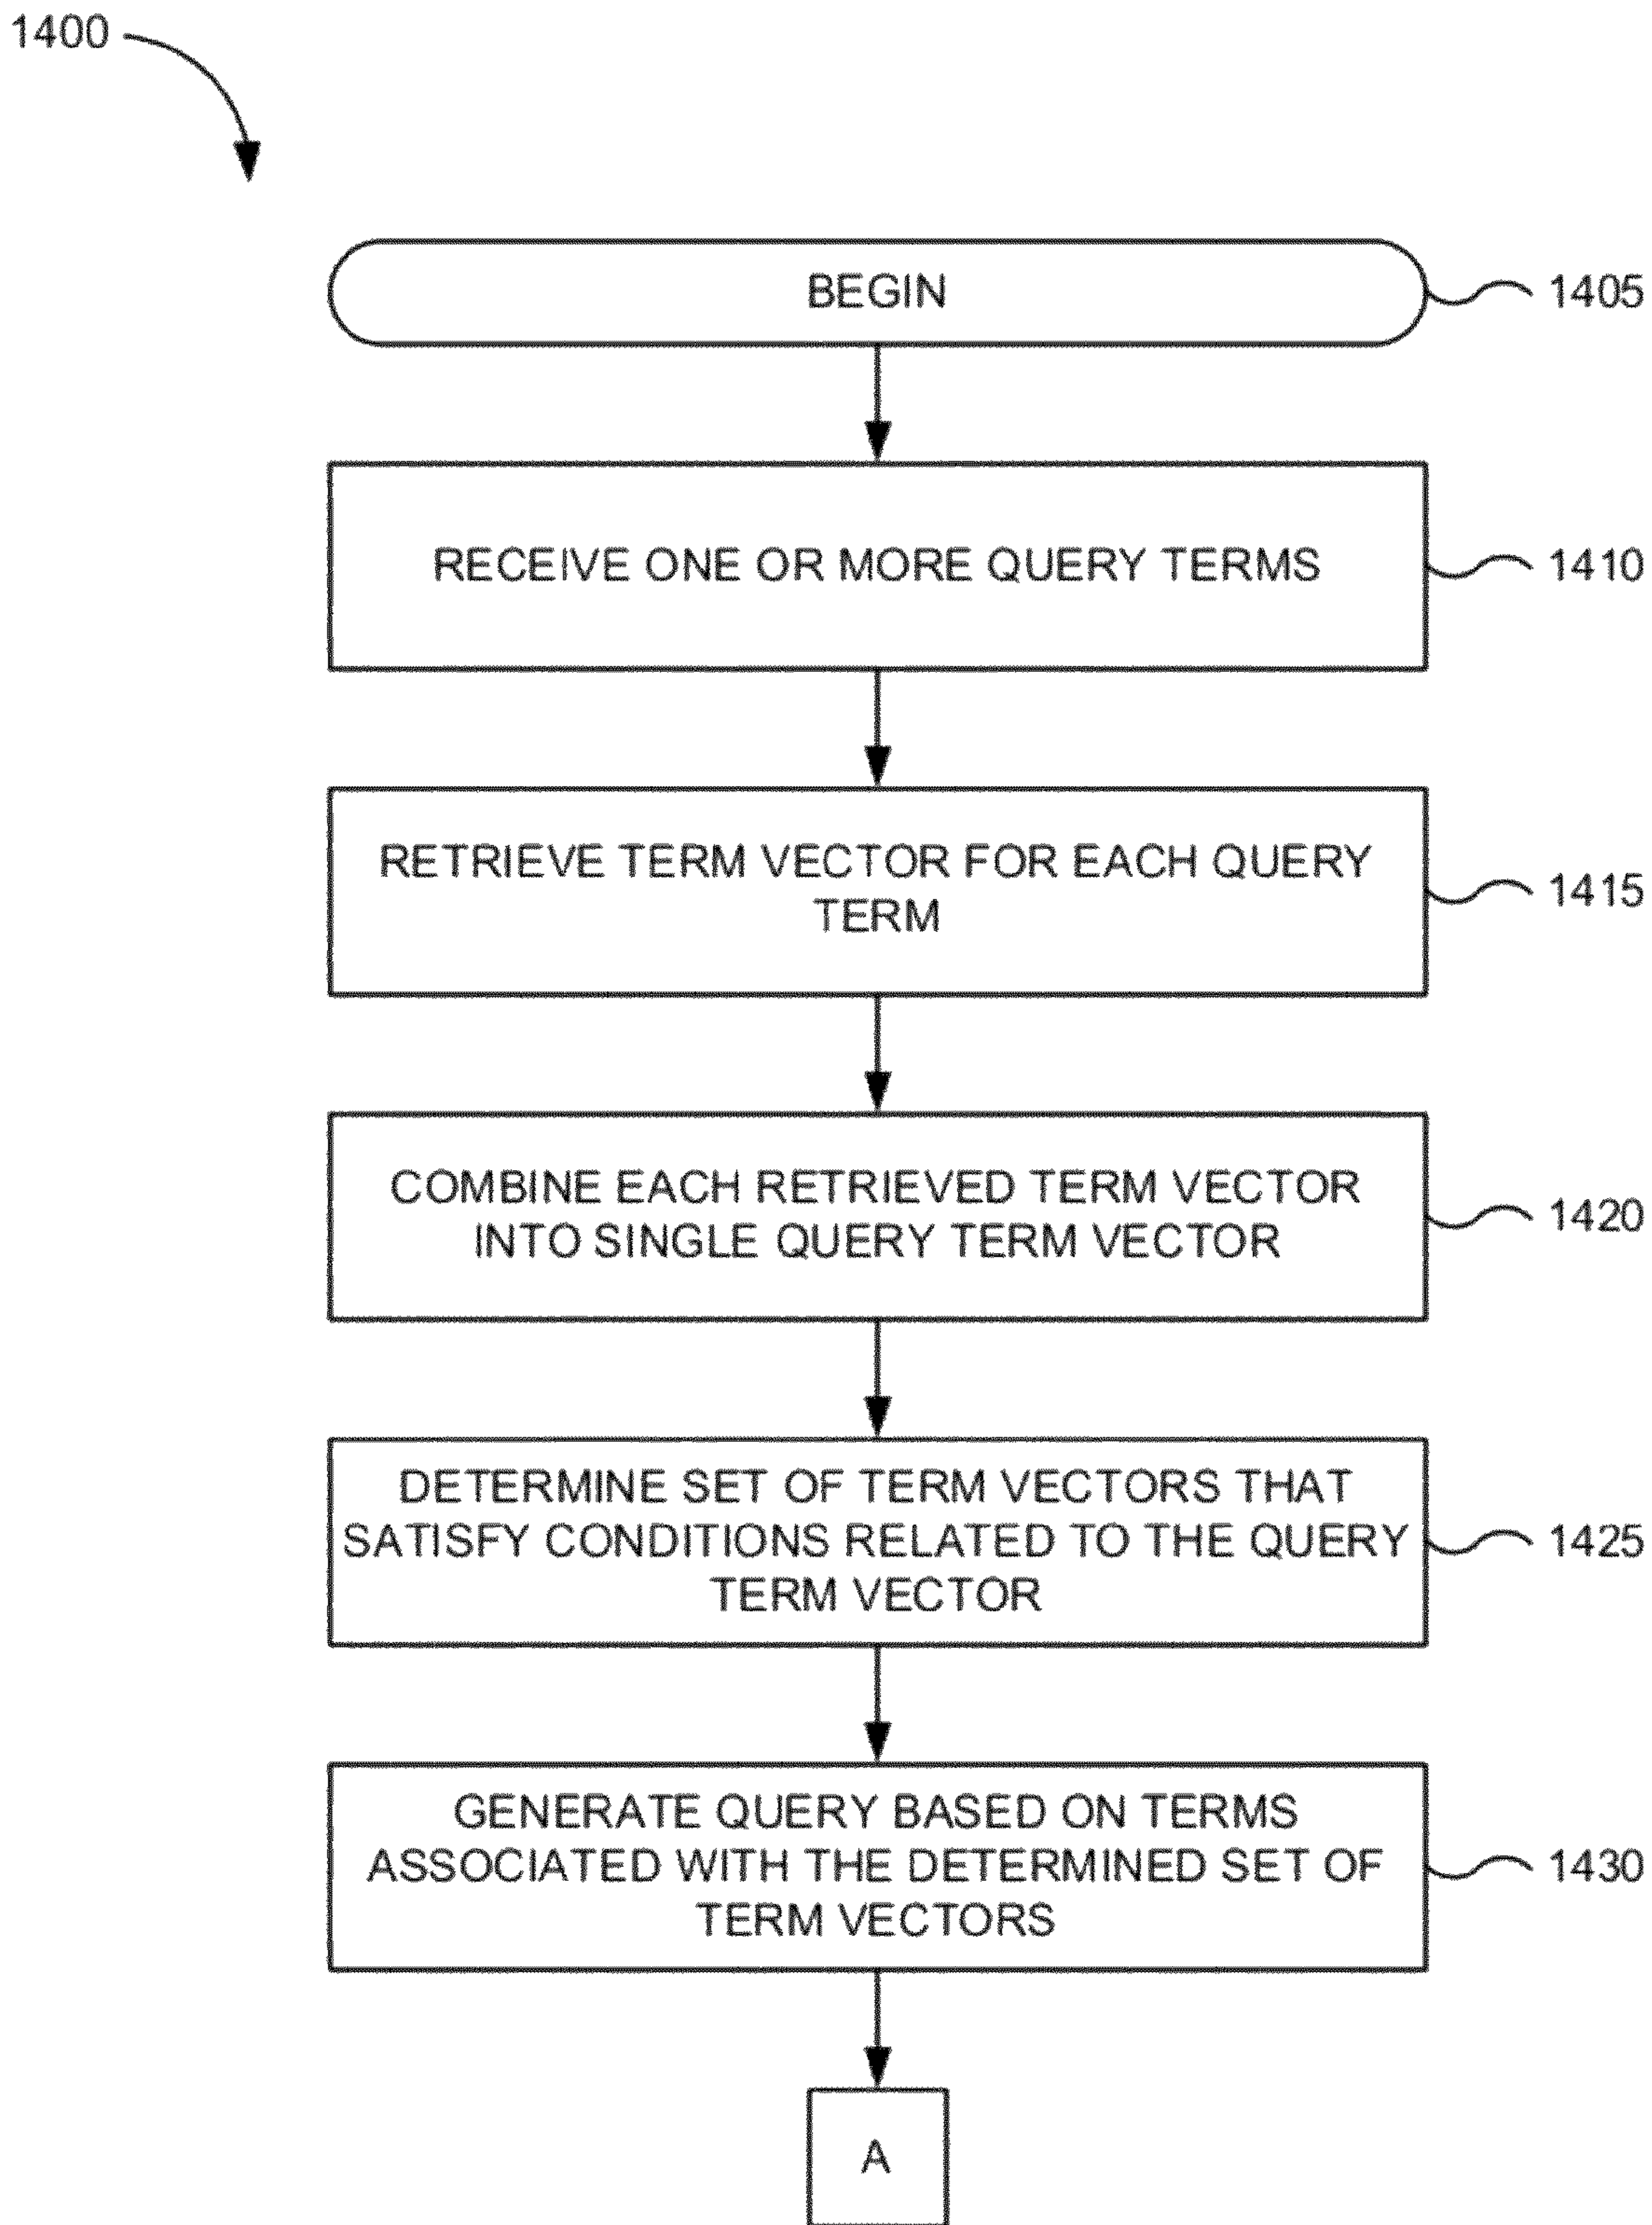 1400
BEGIN
1405
RECEIVE ONE OR MORE QUERY TERMS
1410
RETRIEVE TERM VECTOR FOR EACH QUERY
TERM
1415
COMBINE EACH RETRIEVED TERM VECTOR
INTO SINGLE QUERY TERM VECTOR
1420
DETERMINE SET OF TERM VECTORS THAT
SATISFY CONDITIONS RELATED TO THE QUERY
TERM VECTOR
1425
GENERATE QUERY BASED ON TERMS
ASSOCIATED WITH THE DETERMINED SET OF
TERM VECTORS
1430
A